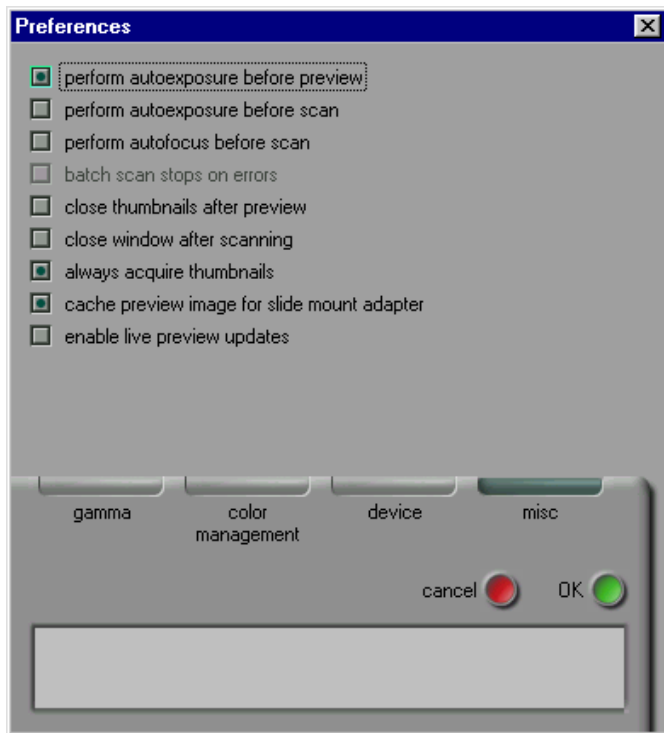 Preferences
perform autoexposure before preview
perform autoexposure before scan
perform autofocus before scan
batch scan stops on errors
close thumbnails after preview
close window after scanning
always acquire thumbnails
cache preview image for slide mount adapter
enable live preview updates
gamma
color
management
device
misc
cancel
OK